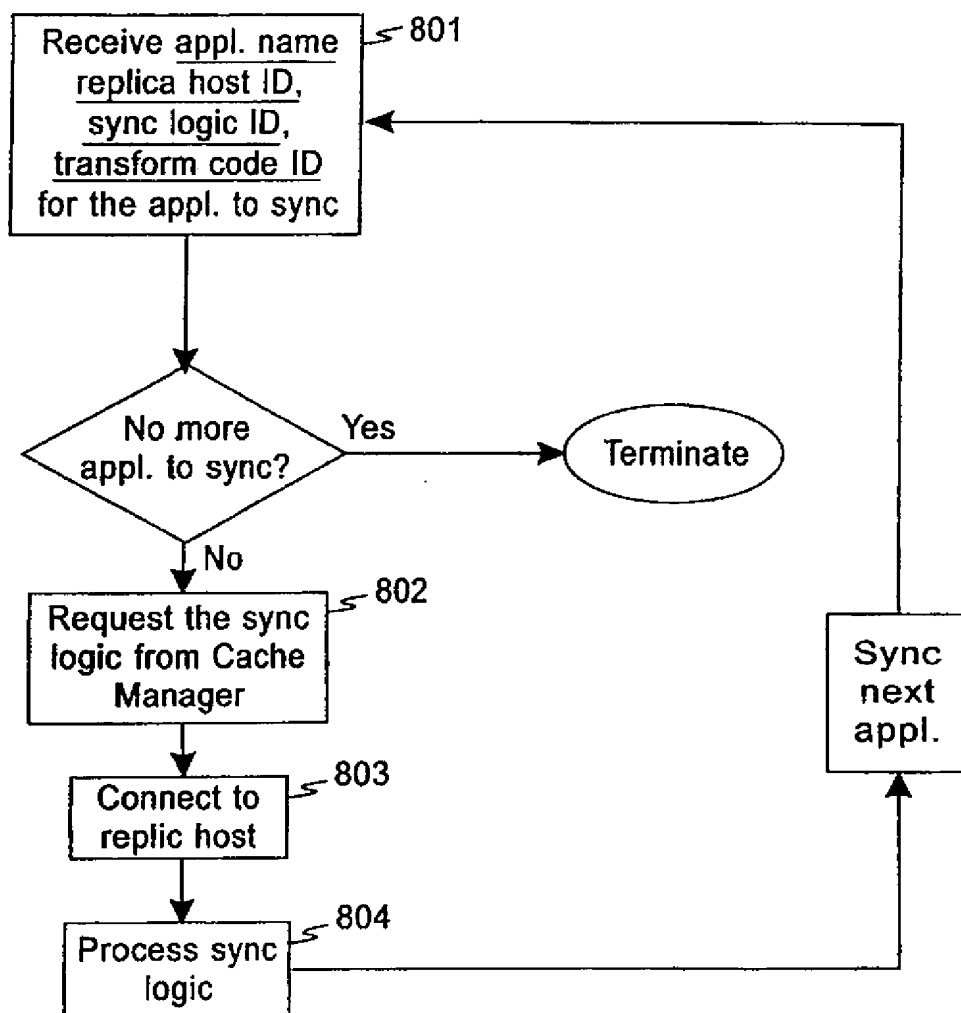 Receive appl. name
replica host ID,
sync logic ID,
transform code ID
for the appl. to sync
801
No more
appl. to sync?
Yes
Terminate
No
Request the sync
logic from Cache
Manager
802
Connect to
replic host
803
Process sync
logic
804
Sync
next
appl.